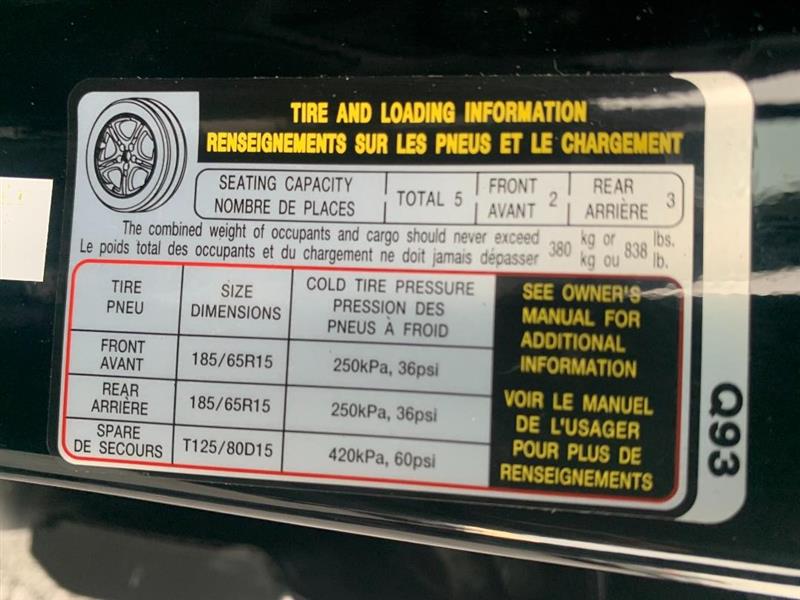 TIRE AND LOADING INFORMATION
RENSEIGNEMENTS SUR LES PNEUS ET LE CHARGEMENT
SEATING CAPACITY
NOMBRE DE PLACES
TOTAL 5
FRONT
AVANT 2
REAR
ARRIÈRE 3
The combined weight of occupants and cargo should never exceed 380 kg or 838 lbs.
Le poids total des occupants et du chargement ne doit jamais dépasser 380 kg ou 838 lb.
TIRE
PNEU
SIZE
DIMENSIONS
COLD TIRE PRESSURE
PRESSION DES
PNEUS À FROID
FRONT
AVANT
185/65R15
250kPa, 36psi
REAR
ARRIÈRE
185/65R15
250kPa, 36psi
SPARE
DE SECOURS
T125/80D15
420kPa, 60psi
SEE OWNER'S
MANUAL FOR
ADDITIONAL
INFORMATION
VOIR LE MANUEL
DE L'USAGER
POUR PLUS DE
RENSEIGNEMENTS
Q93